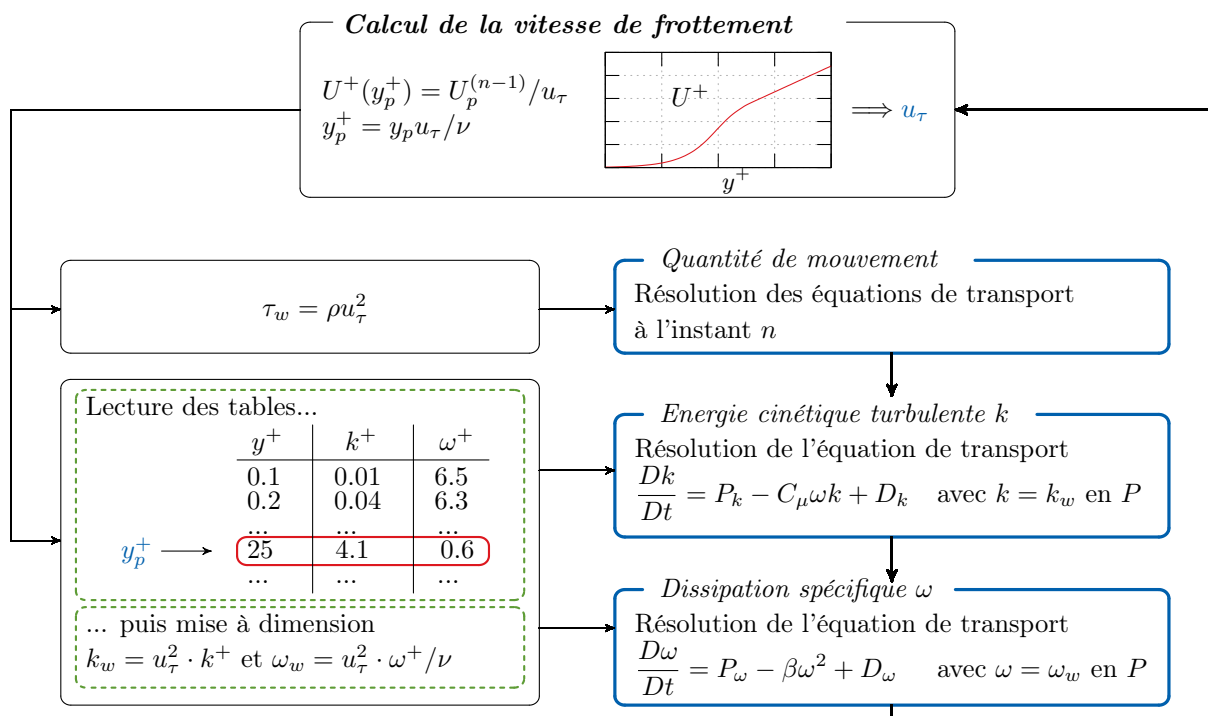 Calcul de la vitesse de frottement
U⁺(y_p⁺) = U_p^(n−1)/u_τ
y_p⁺ = y_p u_τ/ν
U⁺
y⁺
⟹ u_τ
τ_w = ρu_τ²
Quantité de mouvement
Résolution des équations de transport
à l'instant n
Lecture des tables...
y⁺ k⁺ ω⁺
0.1 0.01 6.5
0.2 0.04 6.3
... ... ...
y_p⁺ 25 4.1 0.6
... ... ...
... puis mise à dimension
k_w = u_τ² · k⁺ et ω_w = u_τ² · ω⁺/ν
Energie cinétique turbulente k
Résolution de l'équation de transport
Dk/Dt = P_k − C_μωk + D_k avec k = k_w en P
Dissipation spécifique ω
Résolution de l'équation de transport
Dω/Dt = P_ω − βω² + D_ω avec ω = ω_w en P